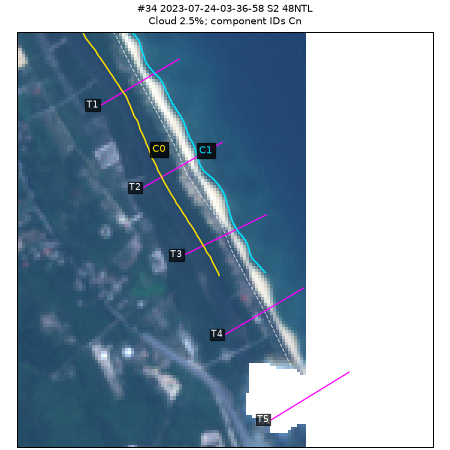 #34 2023-07-24-03-36-58 S2 48NTL
Cloud 2.5%; component IDs Cn
T1
C0
C1
T2
T3
T4
T5